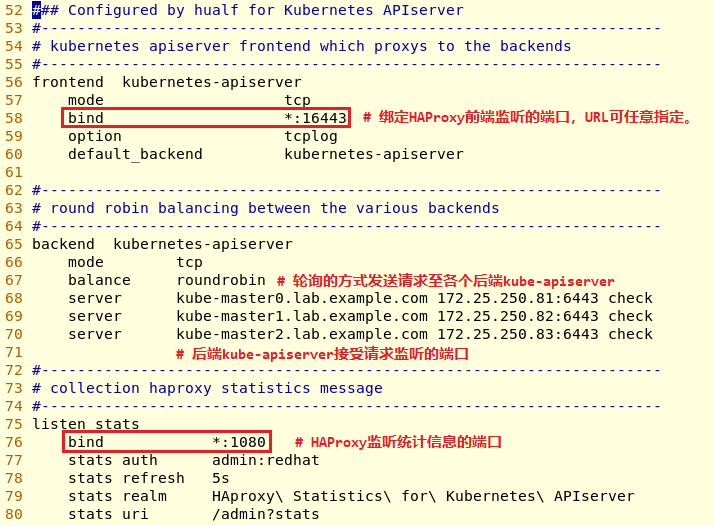 52 ### Configured by hualf for Kubernetes APIserver
53 #---------------------------------------------------------------------
54 # kubernetes apiserver frontend which proxys to the backends
55 #---------------------------------------------------------------------
56 frontend  kubernetes-apiserver
57     mode                    tcp
58     bind                    *:16443  # 绑定HAProxy前端监听的端口，URL可任意指定。
59     option                  tcplog
60     default_backend         kubernetes-apiserver
61
62 #---------------------------------------------------------------------
63 # round robin balancing between the various backends
64 #---------------------------------------------------------------------
65 backend  kubernetes-apiserver
66     mode        tcp
67     balance     roundrobin # 轮询的方式发送请求至各个后端kube-apiserver
68     server      kube-master0.lab.example.com 172.25.250.81:6443 check
69     server      kube-master1.lab.example.com 172.25.250.82:6443 check
70     server      kube-master2.lab.example.com 172.25.250.83:6443 check
71                 # 后端kube-apiserver接受请求监听的端口
72 #---------------------------------------------------------------------
73 # collection haproxy statistics message
74 #---------------------------------------------------------------------
75 listen stats
76     bind            *:1080   # HAProxy监听统计信息的端口
77     stats auth      admin:redhat
78     stats refresh   5s
79     stats realm     HAproxy\ Statistics\ for\ Kubernetes\ APIserver
80     stats uri       /admin?stats